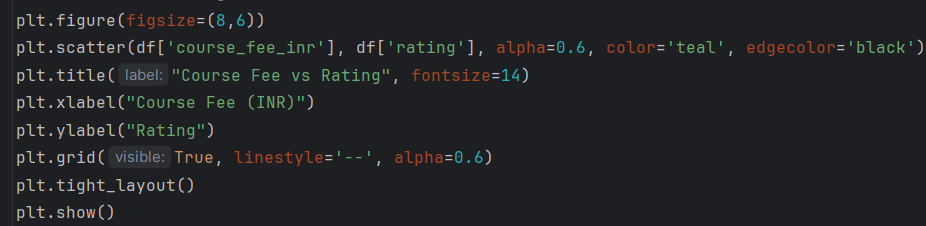 plt.figure(figsize=(8,6))
plt.scatter(df['course_fee_inr'], df['rating'], alpha=0.6, color='teal', edgecolor='black')
plt.title( label: "Course Fee vs Rating", fontsize=14)
plt.xlabel("Course Fee (INR)")
plt.ylabel("Rating")
plt.grid( visible: True, linestyle='--', alpha=0.6)
plt.tight_layout()
plt.show()